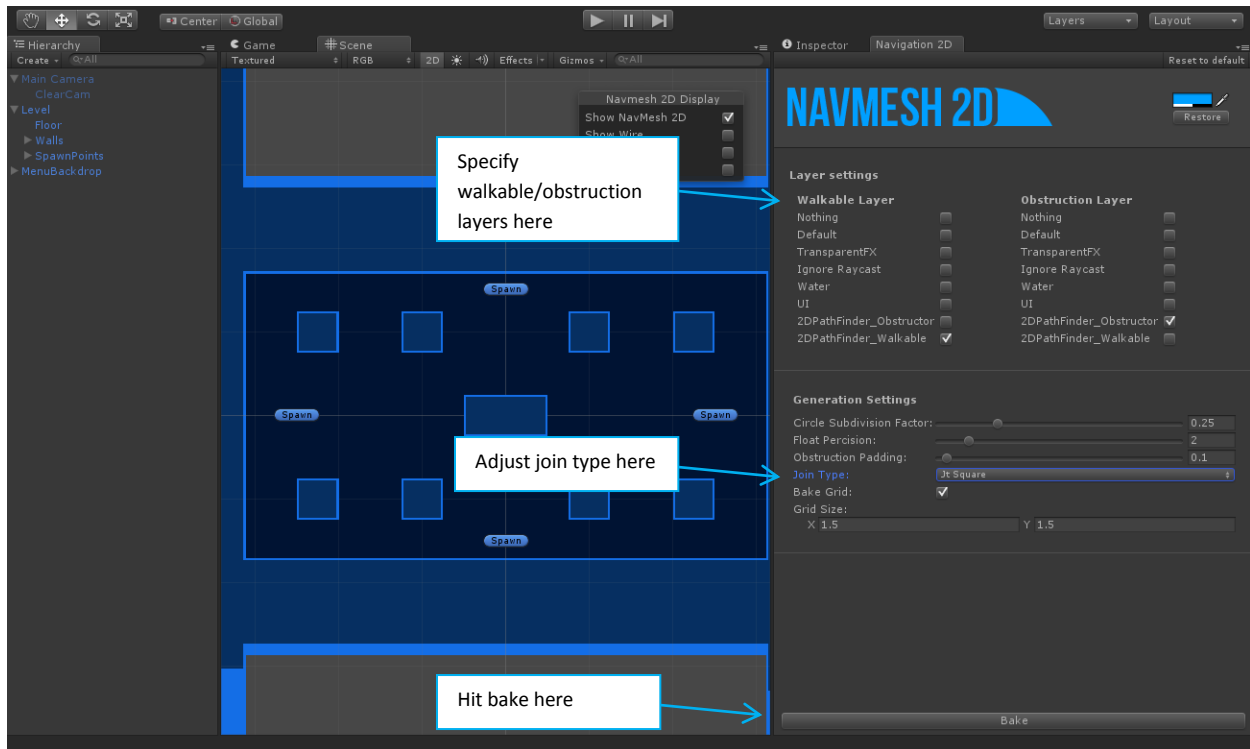 Center Global Layers Layout
Hierarchy
Create All
Main Camera
ClearCam
Level
Floor
Walls
SpawnPoints
MenuBackdrop
Game Scene
Textured RGB 2D Effects Gizmos All
Navmesh 2D Display
Show NavMesh 2D
Show Wire
Specify
walkable/obstruction
layers here
Spawn
Spawn
Spawn
Adjust join type here
Spawn
Hit bake here
Inspector Navigation 2D
Reset to default
NAVMESH 2D
Restore
Layer settings
Walkable Layer Obstruction Layer
Nothing Nothing
Default Default
TransparentFX TransparentFX
Ignore Raycast Ignore Raycast
Water Water
UI UI
2DPathFinder_Obstructor 2DPathFinder_Obstructor
2DPathFinder_Walkable 2DPathFinder_Walkable
Generation Settings
Circle Subdivision Factor: 0.25
Float Percision: 2
Obstruction Padding: 0.1
Join Type: Jt Square
Bake Grid:
Grid Size:
X 1.5 Y 1.5
Bake